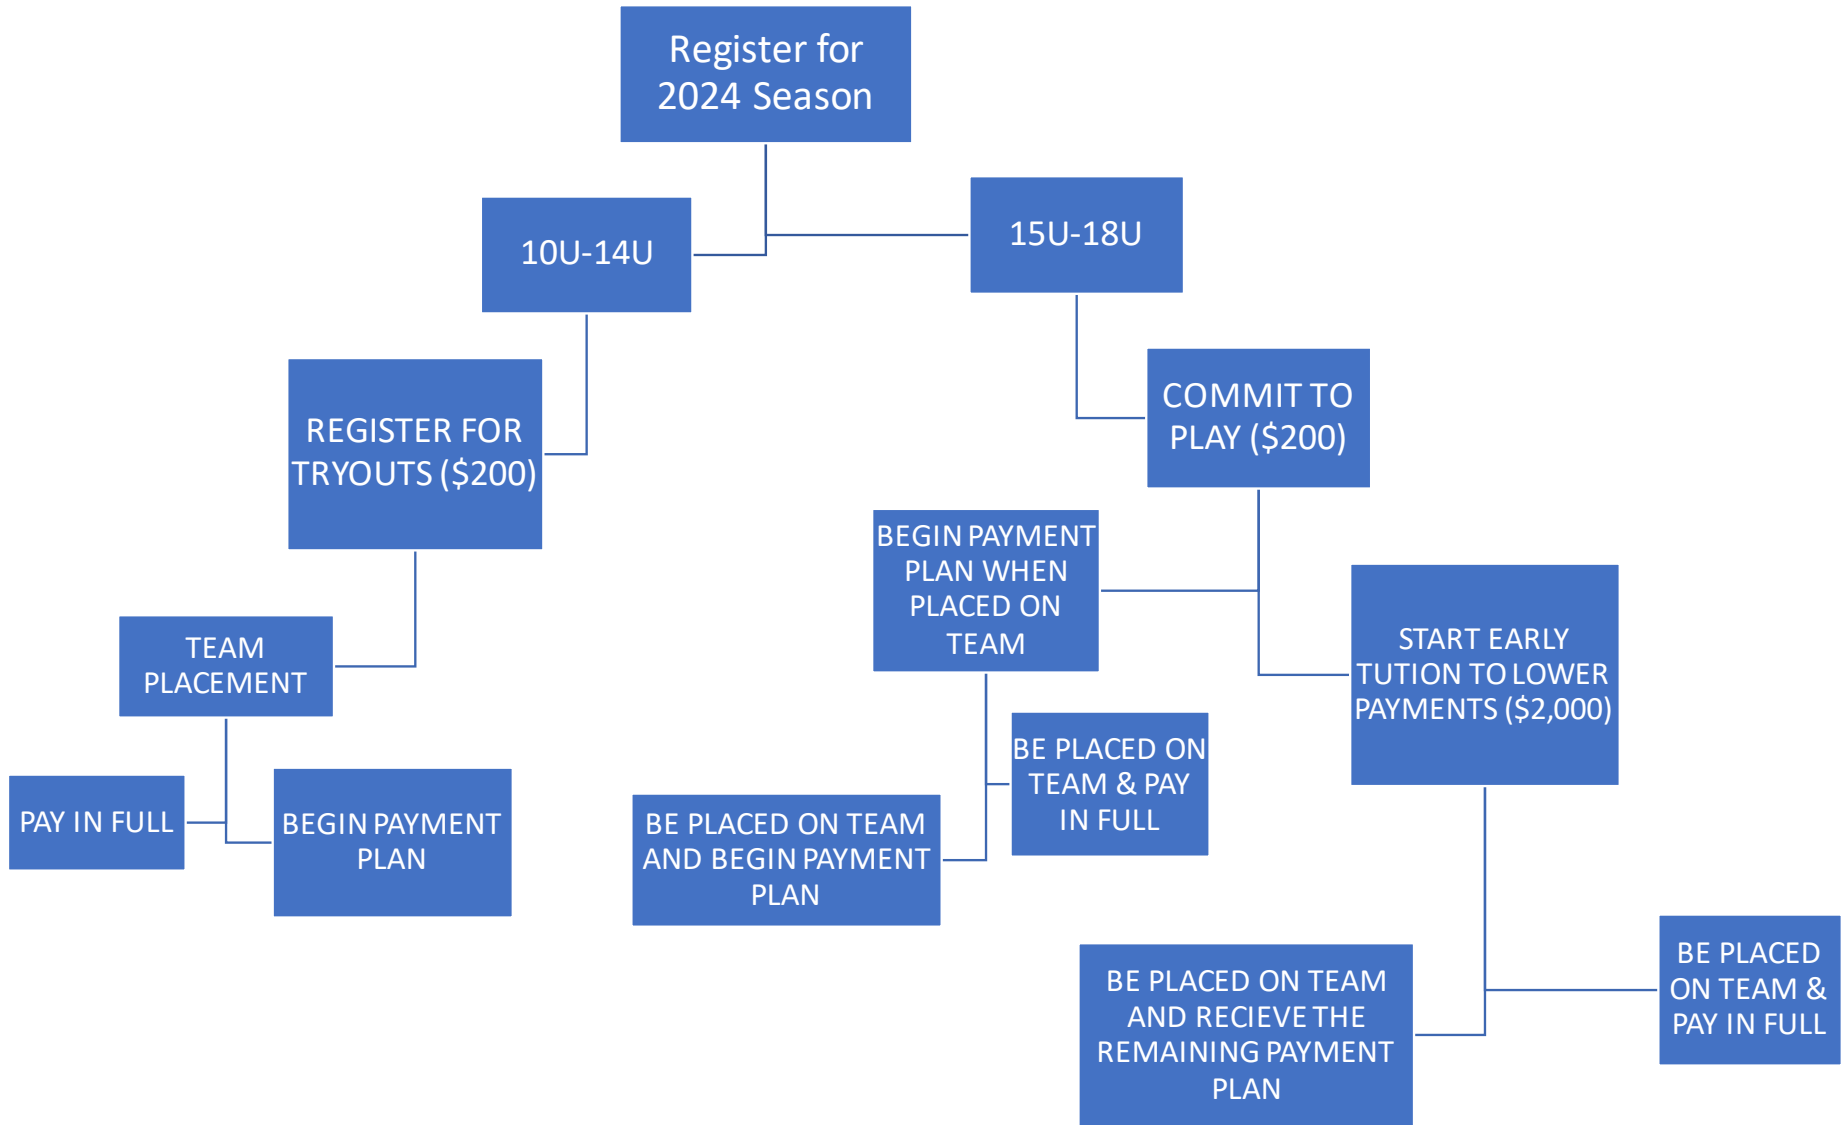 Register for
2024 Season
10U-14U
15U-18U
REGISTER FOR
TRYOUTS ($200)
COMMIT TO
PLAY ($200)
TEAM
PLACEMENT
BEGIN PAYMENT
PLAN WHEN
PLACED ON
TEAM
START EARLY
TUTION TO LOWER
PAYMENTS ($2,000)
PAY IN FULL
BEGIN PAYMENT
PLAN
BE PLACED ON TEAM
AND BEGIN PAYMENT
PLAN
BE PLACED ON
TEAM & PAY
IN FULL
BE PLACED ON TEAM
AND RECIEVE THE
REMAINING PAYMENT
PLAN
BE PLACED
ON TEAM &
PAY IN FULL